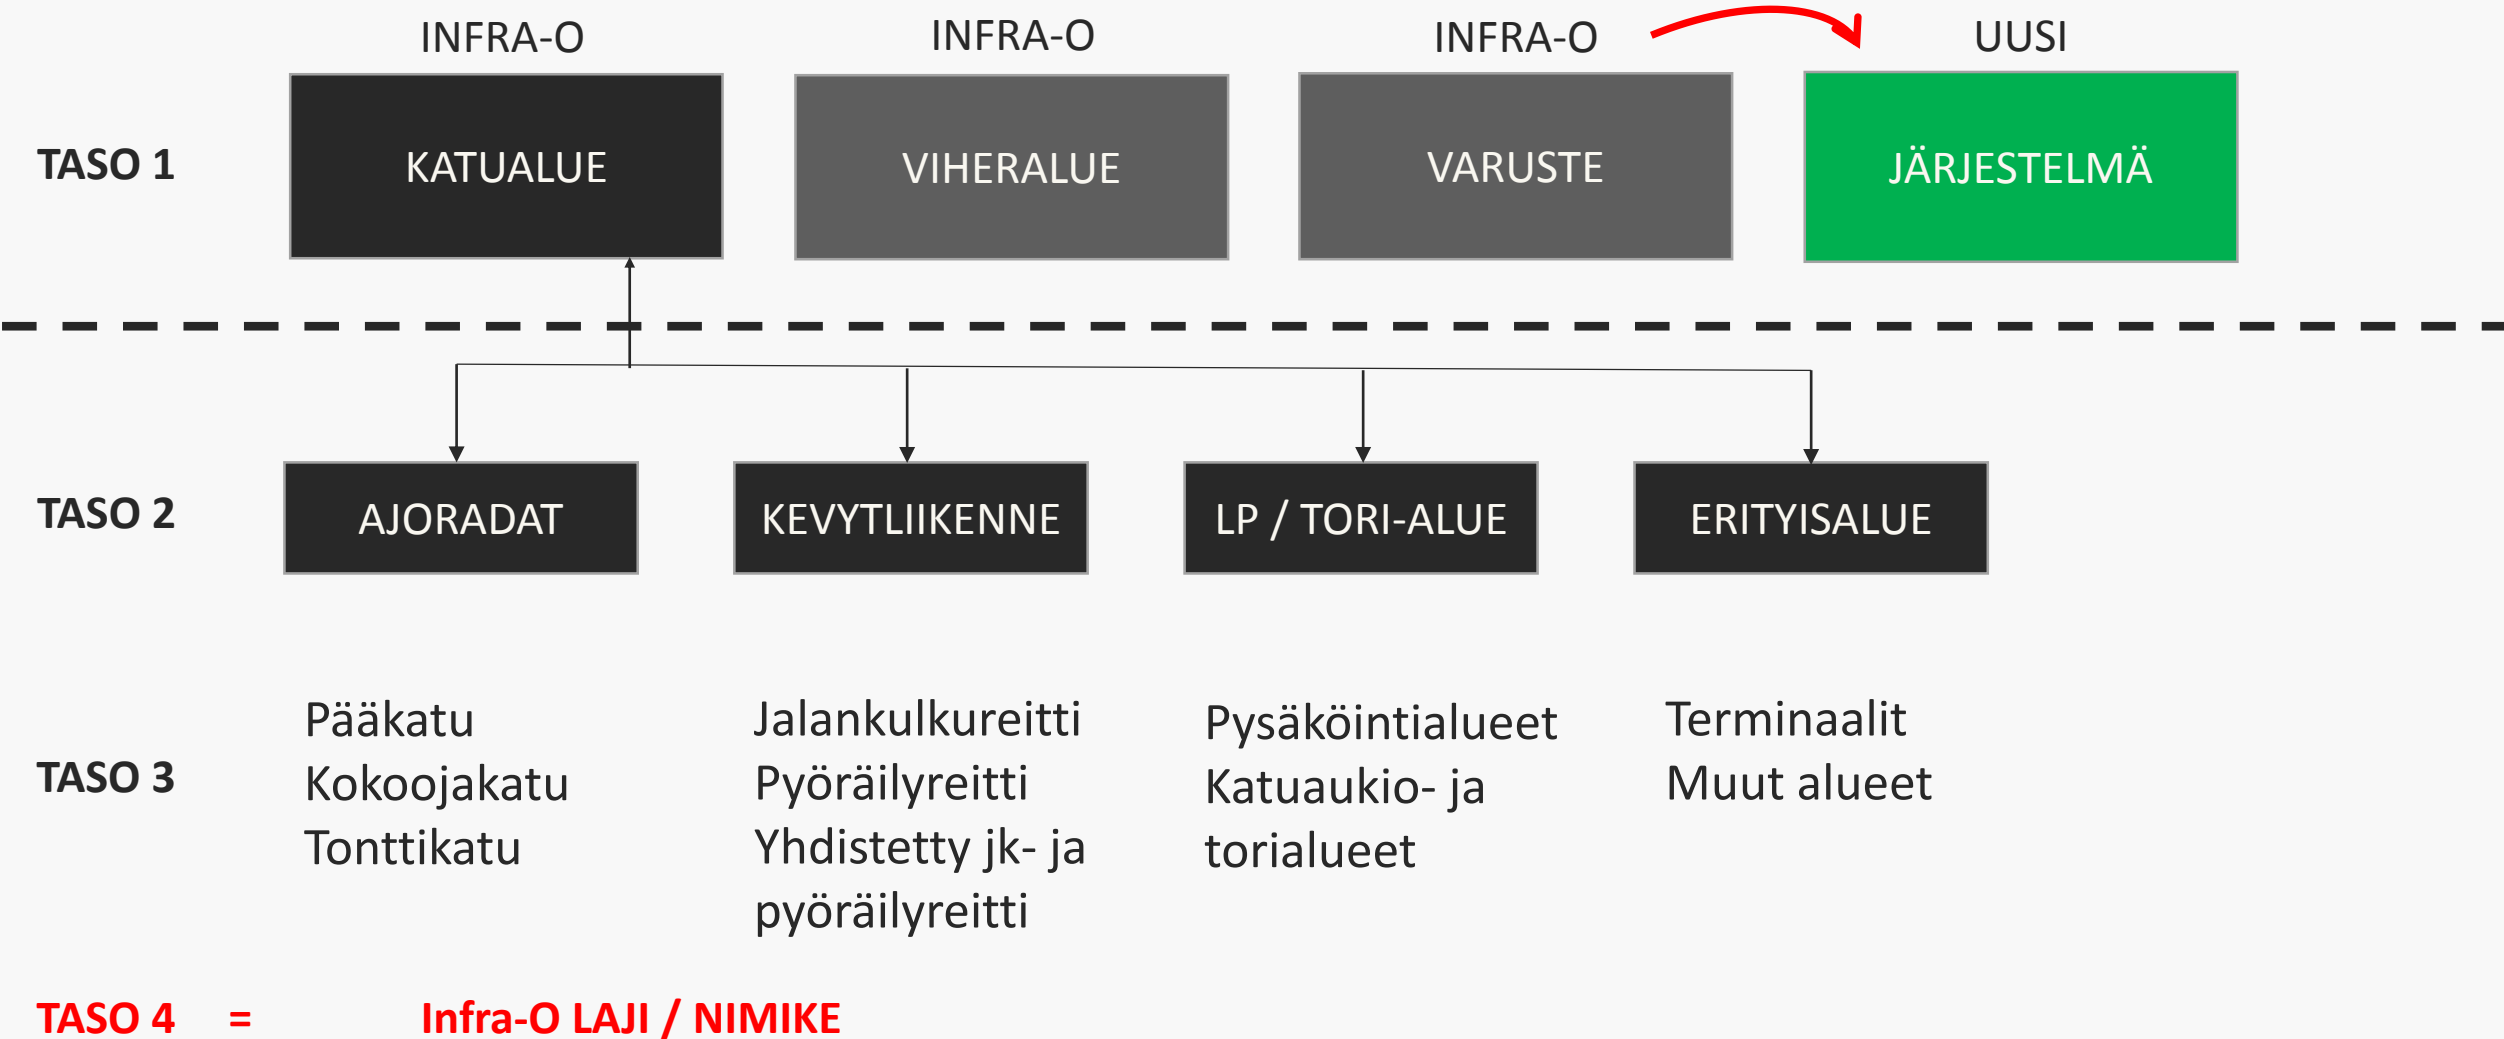 INFRA-O
INFRA-O
INFRA-O
UUSI
TASO 1
KATUALUE
VIHERALUE
VARUSTE
JÄRJESTELMÄ
TASO 2
AJORADAT
KEVYTLIIKENNE
LP / TORI-ALUE
ERITYISALUE
TASO 3
Pääkatu
Kokoojakatu
Tonttikatu
Jalankulkureitti
Pyöräilyreitti
Yhdistetty jk- ja
pyöräilyreitti
Pysäköintialueet
Katuaukio- ja
torialueet
Terminaalit
Muut alueet
TASO 4 = Infra-O LAJI / NIMIKE